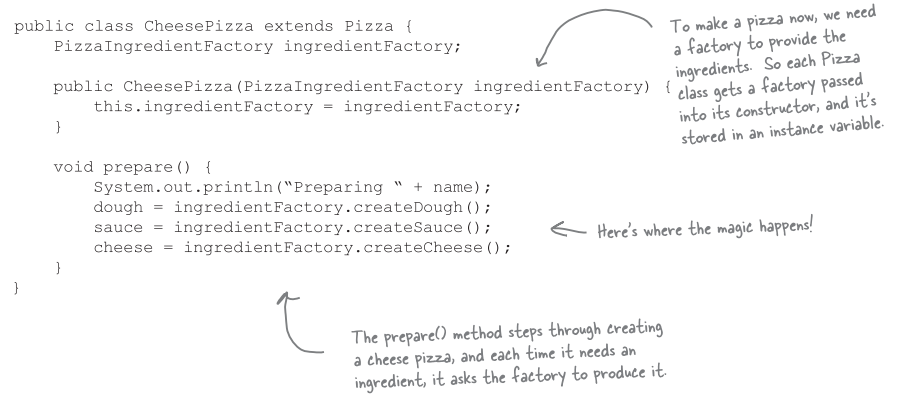 public class CheesePizza extends Pizza {
    PizzaIngredientFactory ingredientFactory;

    public CheesePizza(PizzaIngredientFactory ingredientFactory) {
        this.ingredientFactory = ingredientFactory;
    }

    void prepare() {
        System.out.println(“Preparing “ + name);
        dough = ingredientFactory.createDough();
        sauce = ingredientFactory.createSauce();
        cheese = ingredientFactory.createCheese();
    }
}
To make a pizza now, we need
a factory to provide the
ingredients. So each Pizza
class gets a factory passed
into its constructor, and it's
stored in an instance variable.
Here's where the magic happens!
The prepare() method steps through creating
a cheese pizza, and each time it needs an
ingredient, it asks the factory to produce it.